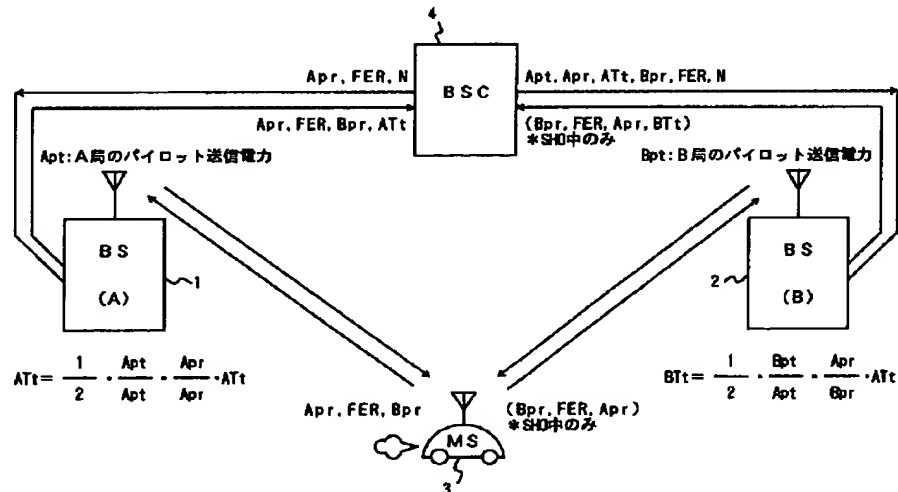 4
BSC
Apr, FER, N
Apt, Apr, ATt, Bpr, FER, N
Apr, FER, Bpr, ATt
(Bpr, FER, Apr, BTt)
*SHO中のみ
Apt:A局のパイロット送信電力
Bpt:B局のパイロット送信電力
BS
(A)
1
BS
(B)
2
ATt= 1/2 · Apt/Apt · Apr/Apr · ATt
BTt= 1/2 · Bpt/Apt · Apr/Bpr · ATt
Apr, FER, Bpr
(Bpr, FER, Apr)
*SHO中のみ
MS
3